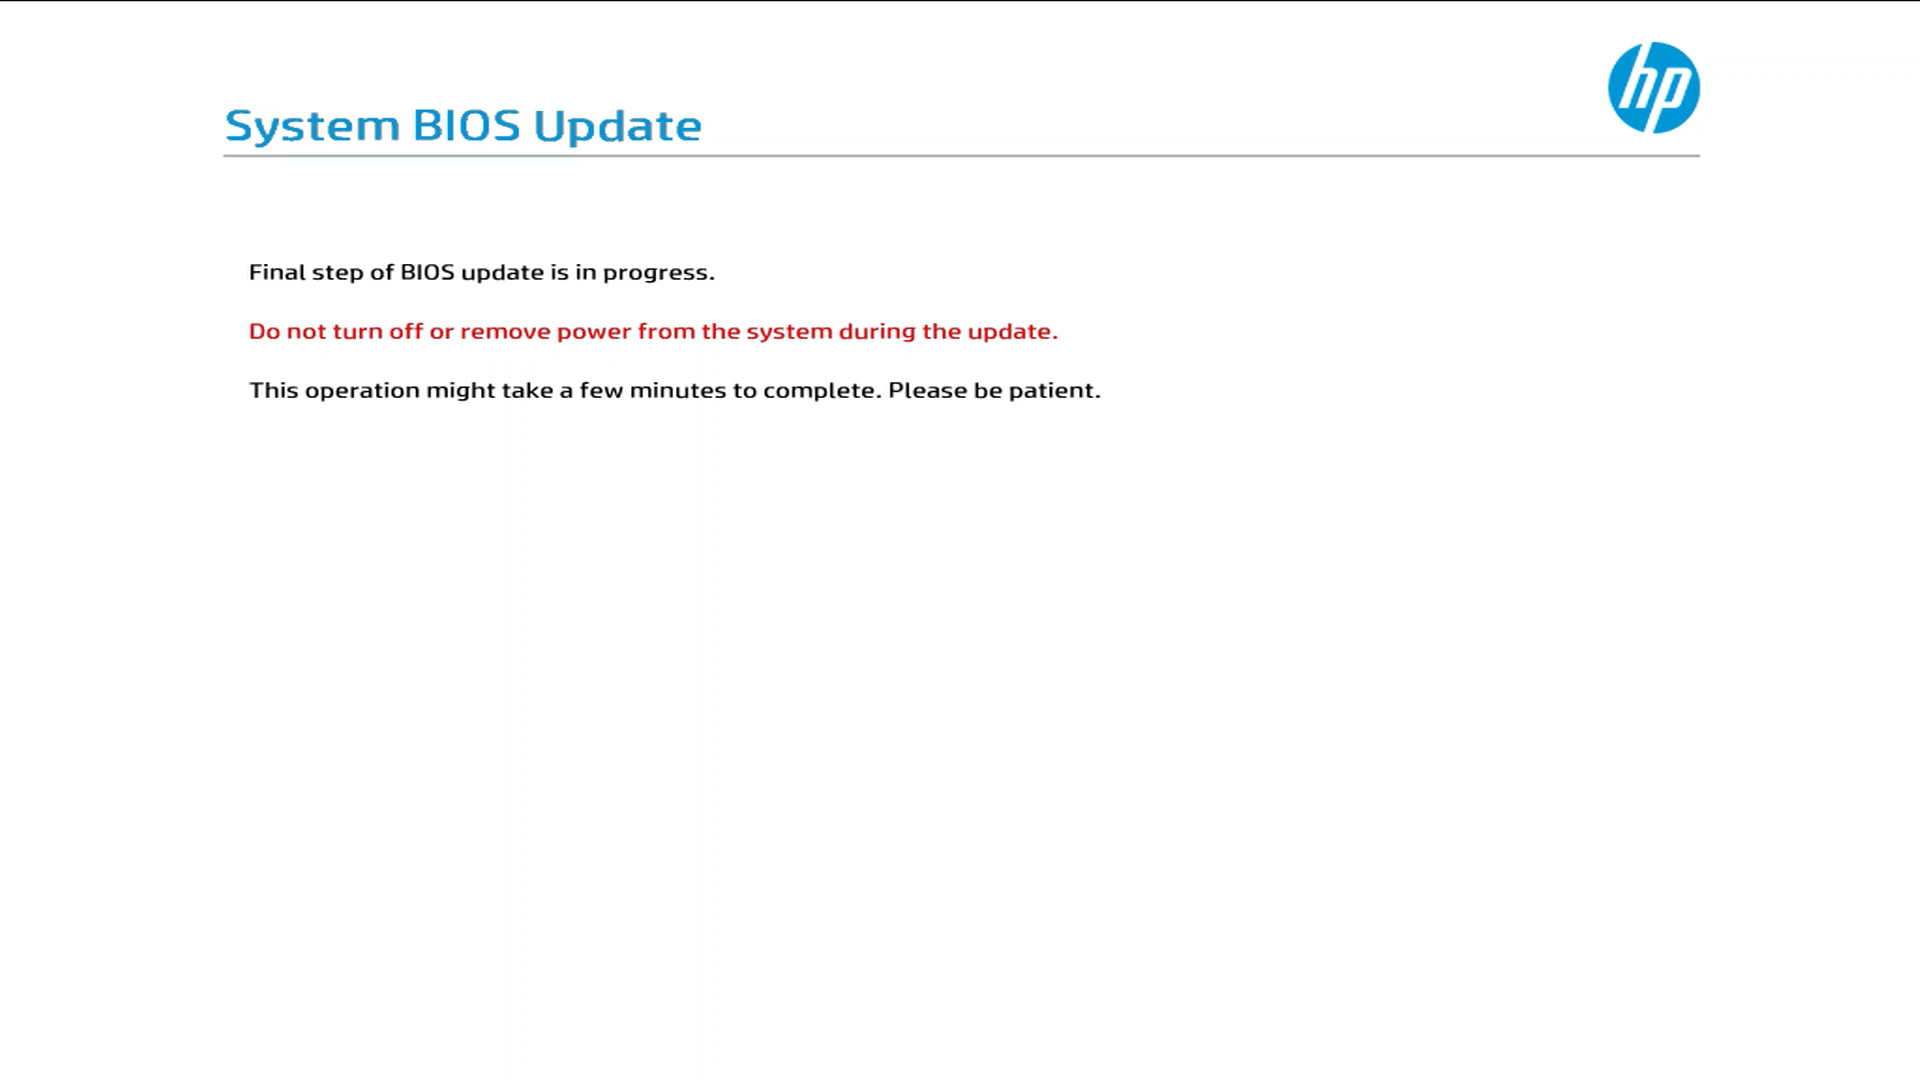 hp
System BIOS Update
Final step of BIOS update is in progress.
Do not turn off or remove power from the system during the update.
This operation might take a few minutes to complete. Please be patient.